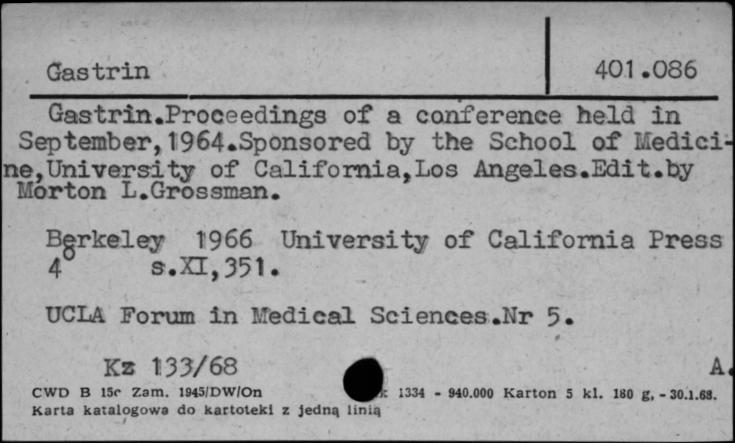 Gastrin 401.086
Gastrin.Proceedings of a conference held in
September,1964.Sponsored by the School of Medici-
ne,University of California,Los Angeles.Edit.by
Morton L.Grossman.
Berkeley 1966 University of California Press
4° s.XI,351.
UCLA Forum in Medical Sciences.Nr 5.
Kz 133/68 A.
CWD B 15c Zam. 1945/DW/On 1334 - 940.000 Karton 5 kl. 180 g, - 30.1.68.
Karta katalogowa do kartoteki z jedną linią